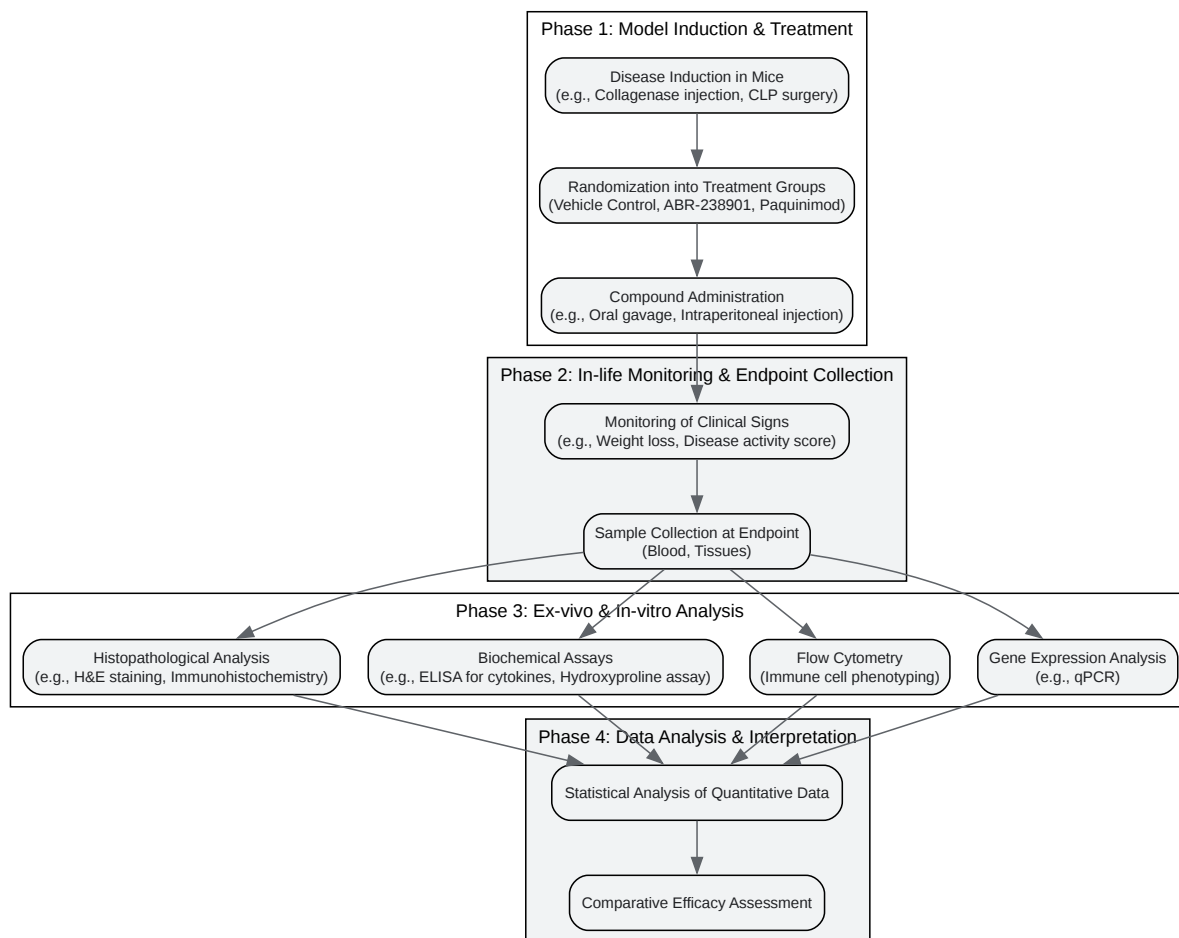 Phase 1: Model Induction & Treatment
Disease Induction in Mice
(e.g., Collagenase injection, CLP surgery)
Randomization into Treatment Groups
(Vehicle Control, ABR-238901, Paquinimod)
Compound Administration
(e.g., Oral gavage, Intraperitoneal injection)
Phase 2: In-life Monitoring & Endpoint Collection
Monitoring of Clinical Signs
(e.g., Weight loss, Disease activity score)
Sample Collection at Endpoint
(Blood, Tissues)
Phase 3: Ex-vivo & In-vitro Analysis
Histopathological Analysis
(e.g., H&E staining, Immunohistochemistry)
Biochemical Assays
(e.g., ELISA for cytokines, Hydroxyproline assay)
Flow Cytometry
(Immune cell phenotyping)
Gene Expression Analysis
(e.g., qPCR)
Phase 4: Data Analysis & Interpretation
Statistical Analysis of Quantitative Data
Comparative Efficacy Assessment